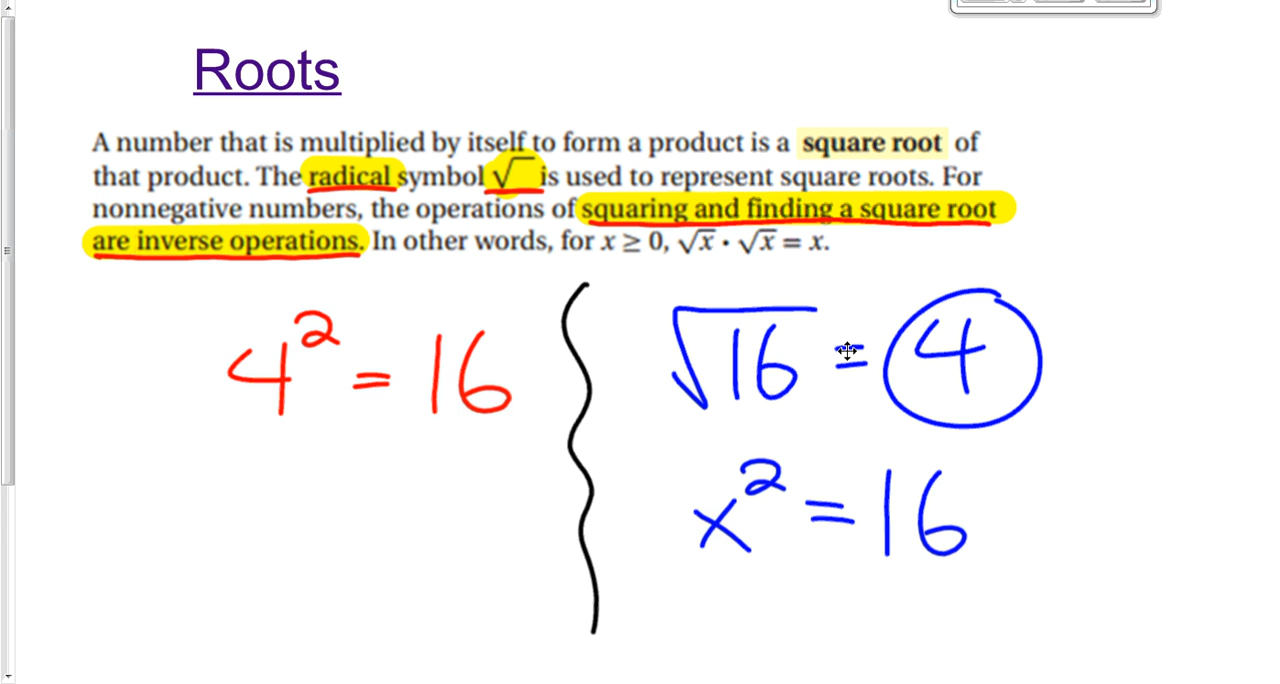 Roots
A number that is multiplied by itself to form a product is a square root of
that product. The radical symbol √ is used to represent square roots. For
nonnegative numbers, the operations of squaring and finding a square root
are inverse operations. In other words, for x ≥ 0, √x · √x = x.
4² = 16
√16 = 4
x² = 16